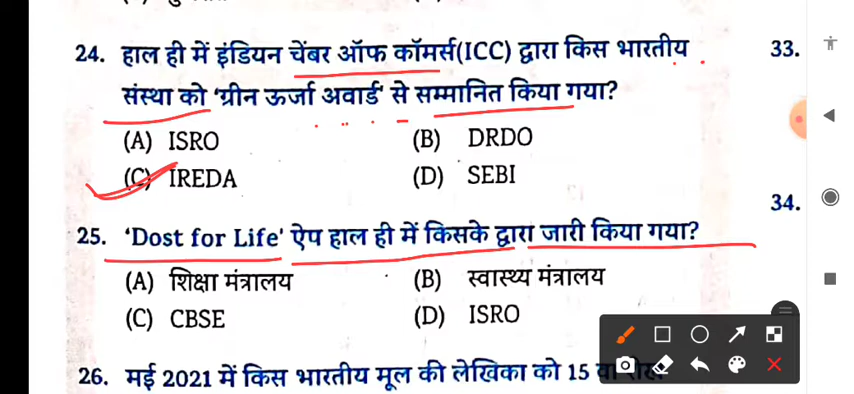 24. हाल ही में इंडियन चेंबर ऑफ कॉमर्स(ICC) द्वारा किस भारतीय
संस्था को ‘ग्रीन ऊर्जा अवार्ड’ से सम्मानित किया गया?
(A) ISRO (B) DRDO
(C) IREDA (D) SEBI
25. ‘Dost for Life’ ऐप हाल ही में किसके द्वारा जारी किया गया?
(A) शिक्षा मंत्रालय (B) स्वास्थ्य मंत्रालय
(C) CBSE (D) ISRO
26. मई 2021 में किस भारतीय मूल की लेखिका को 15
33.
34.